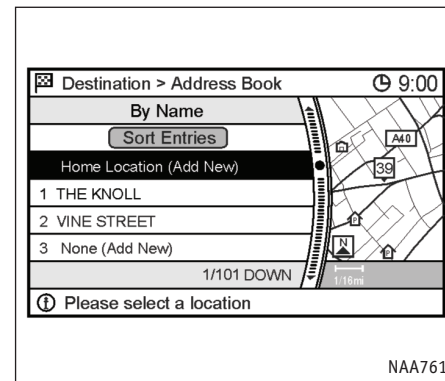 Destination > Address Book 9:00
By Name
Sort Entries
Home Location (Add New)
1 THE KNOLL
2 VINE STREET
3 None (Add New)
1/101 DOWN
Please select a location
A40
39
P
P
N
1/16mi
NAA761